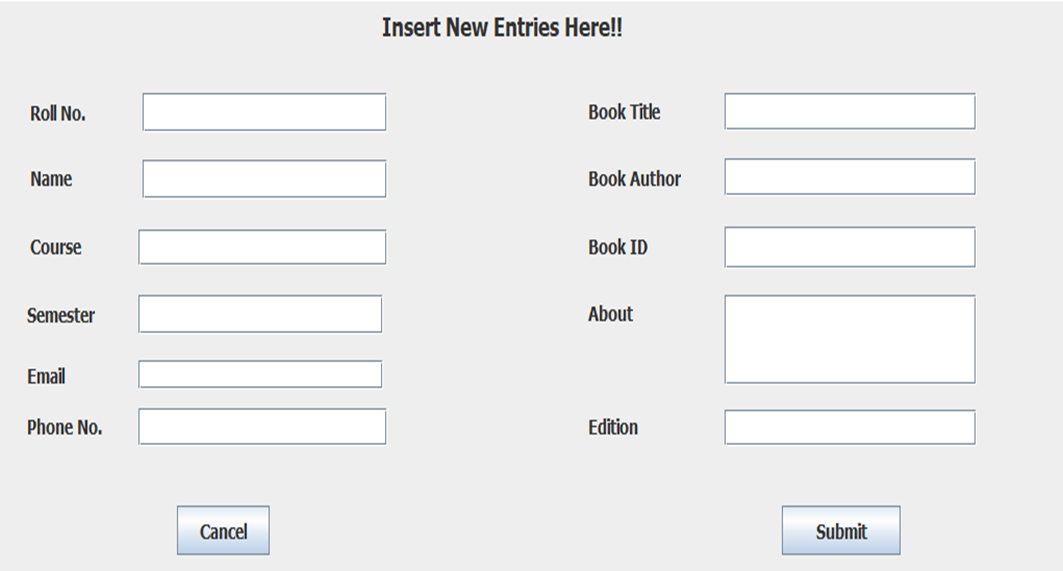 Insert New Entries Here!!
Roll No.
Name
Course
Semester
Email
Phone No.
Book Title
Book Author
Book ID
About
Edition
Cancel
Submit